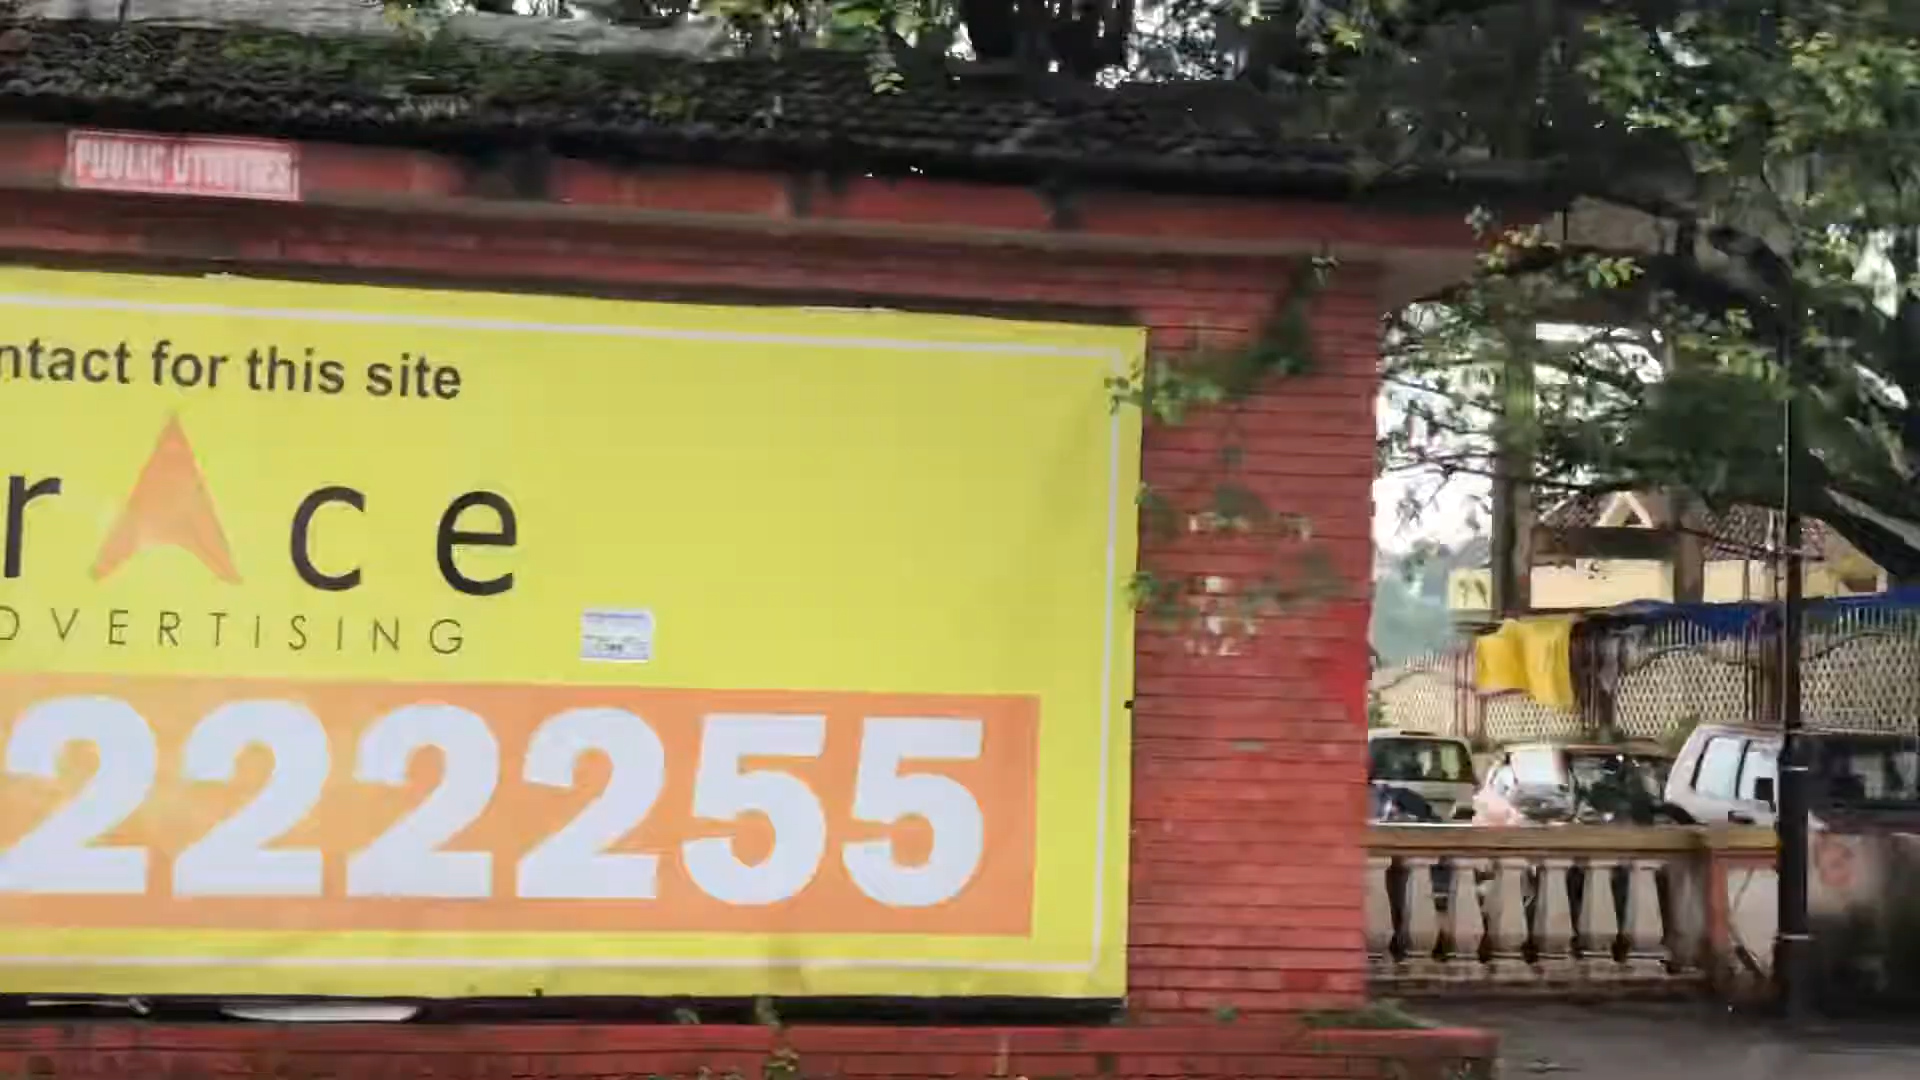 PUBLIC UTILITIES
ntact for this site
rAce
DVERTISING
222255